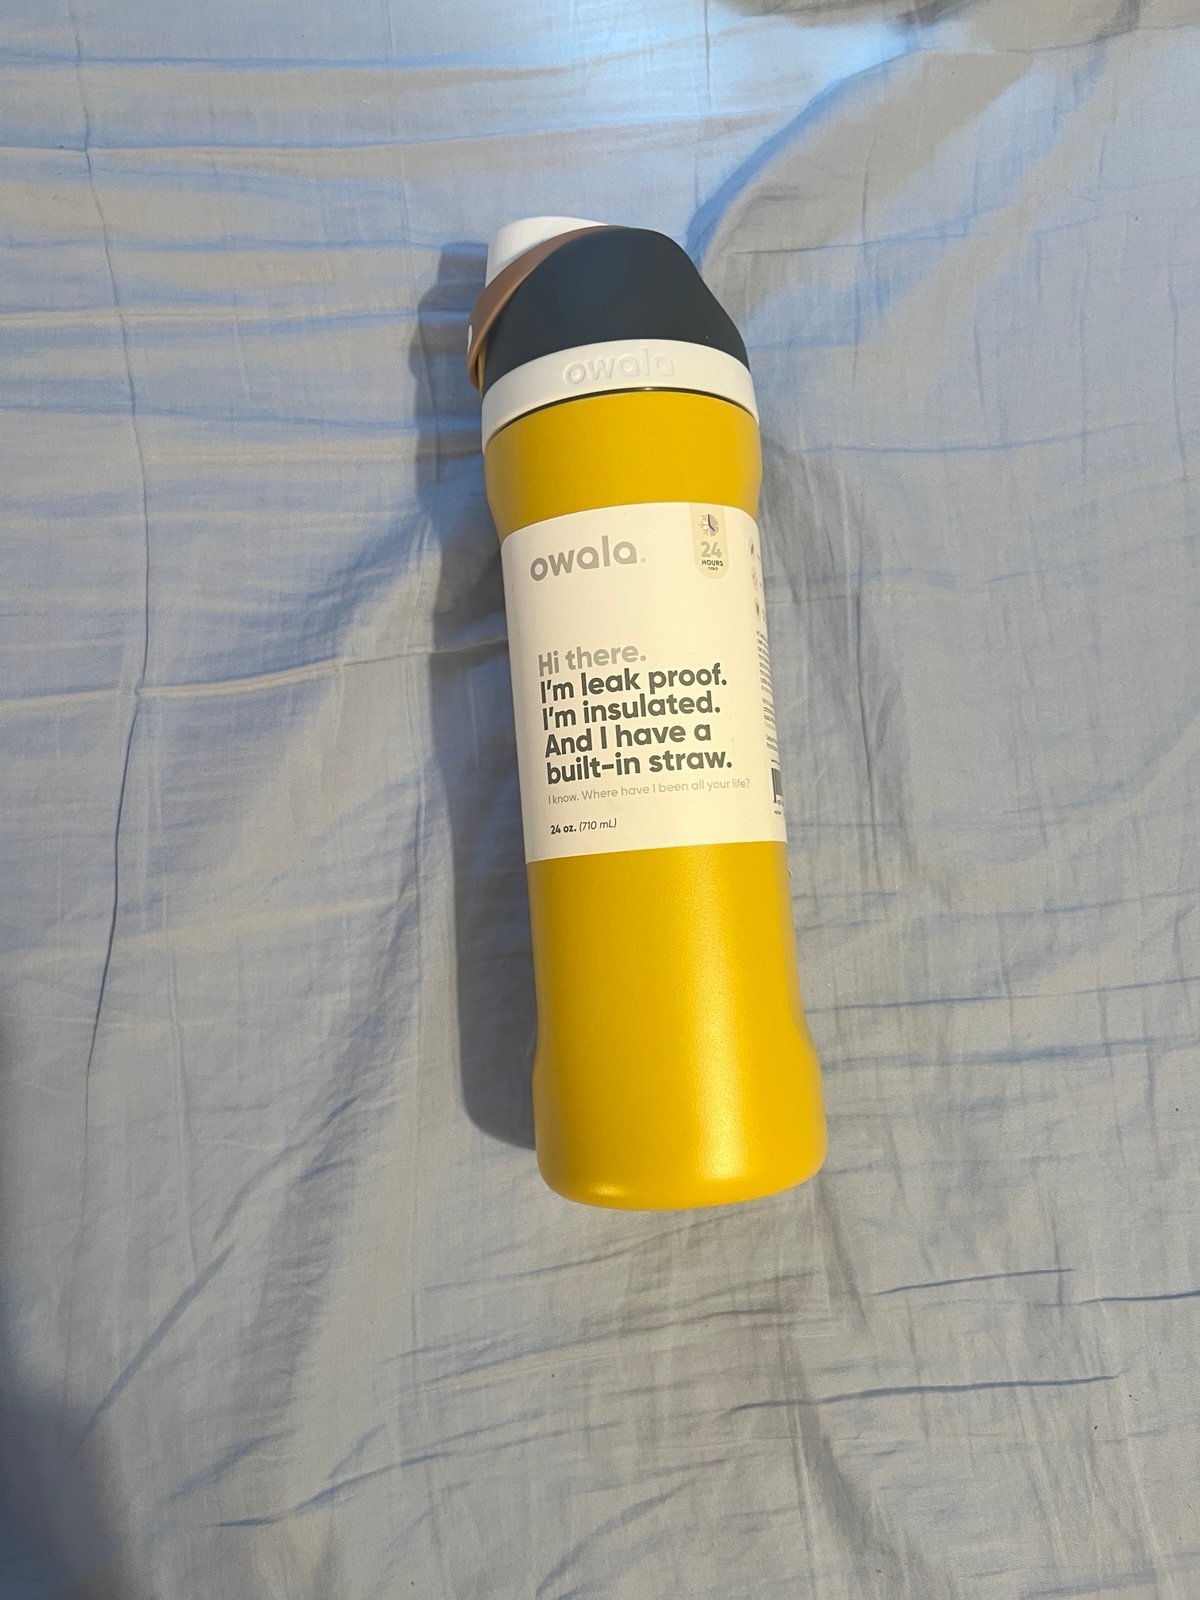 owala
owala.
24
HOURS
COLD
Hi there.
I'm leak proof.
I'm insulated.
And I have a
built-in straw.
I know. Where have I been all your life?
24 oz. (710 mL)